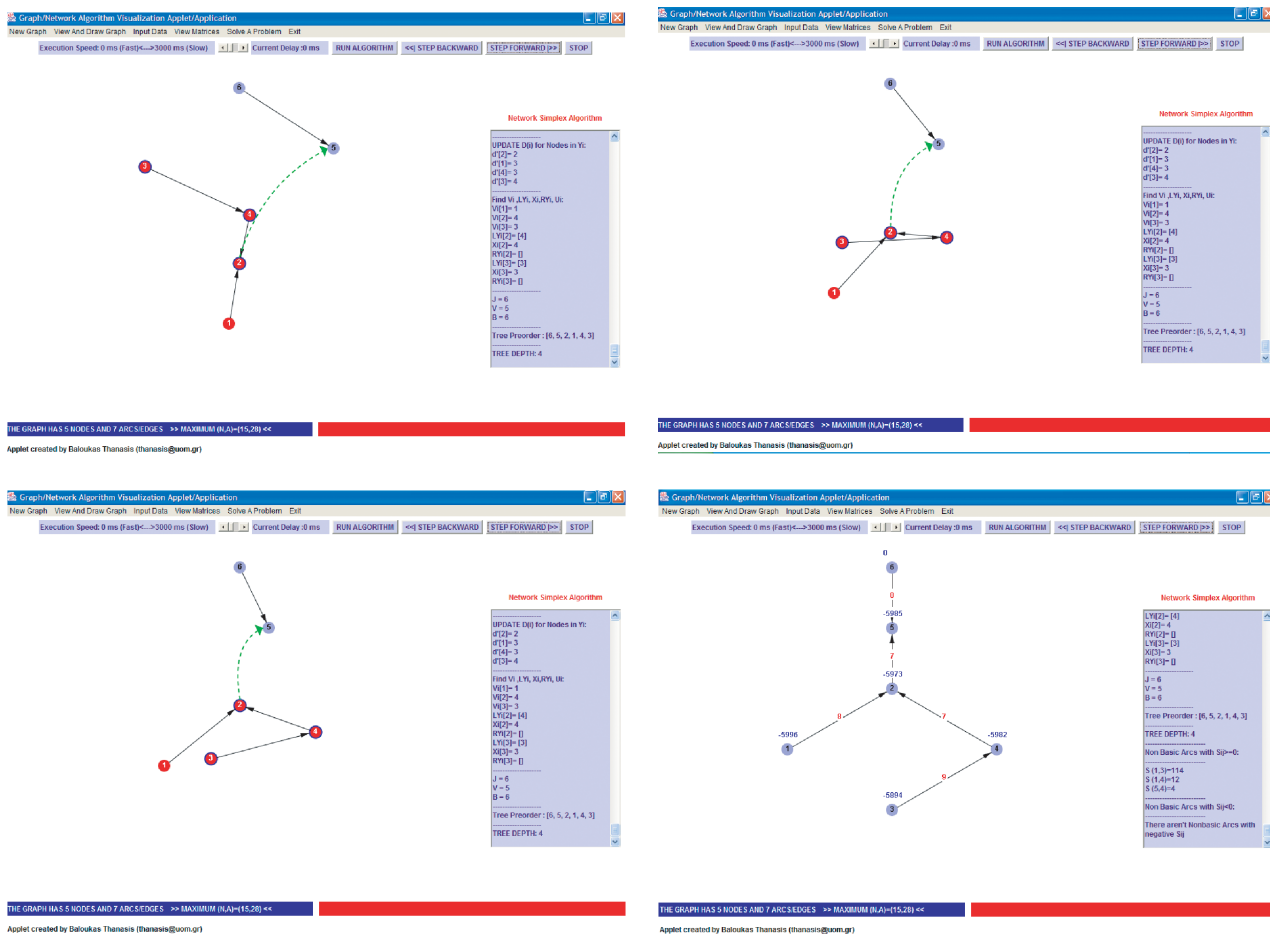 Graph/Network Algorithm Visualization Applet/Application
New Graph View And Draw Graph Input Data View Matrices Solve A Problem Exit
Execution Speed: 0 ms (Fast)<--->3000 ms (Slow) Current Delay :0 ms RUN ALGORITHM <<| STEP BACKWARD STEP FORWARD |>> STOP
6
5
3
4
2
1
Network Simplex Algorithm
UPDATE D(i) for Nodes in Yi:
d'[2]= 2
d'[1]= 3
d'[4]= 3
d'[3]= 4
Find Vi ,LYi, Xi,RYi, Ui:
Vi[1]= 1
Vi[2]= 4
Vi[3]= 3
LYi[2]= [4]
Xi[2]= 4
RYi[2]= []
LYi[3]= [3]
Xi[3]= 3
RYi[3]= []
J = 6
V = 5
B = 6
Tree Preorder : [6, 5, 2, 1, 4, 3]
TREE DEPTH: 4
THE GRAPH HAS 5 NODES AND 7 ARCS/EDGES >> MAXIMUM (N,A)=(15,28) <<
Applet created by Baloukas Thanasis (thanasis@uom.gr)
Graph/Network Algorithm Visualization Applet/Application
New Graph View And Draw Graph Input Data View Matrices Solve A Problem Exit
Execution Speed: 0 ms (Fast)<--->3000 ms (Slow) Current Delay :0 ms RUN ALGORITHM <<| STEP BACKWARD STEP FORWARD |>> STOP
6
5
2
4
3
1
Network Simplex Algorithm
UPDATE D(i) for Nodes in Yi:
d'[2]= 2
d'[1]= 3
d'[4]= 3
d'[3]= 4
Find Vi ,LYi, Xi,RYi, Ui:
Vi[1]= 1
Vi[2]= 4
Vi[3]= 3
LYi[2]= [4]
Xi[2]= 4
RYi[2]= []
LYi[3]= [3]
Xi[3]= 3
RYi[3]= []
J = 6
V = 5
B = 6
Tree Preorder : [6, 5, 2, 1, 4, 3]
TREE DEPTH: 4
THE GRAPH HAS 5 NODES AND 7 ARCS/EDGES >> MAXIMUM (N,A)=(15,28) <<
Applet created by Baloukas Thanasis (thanasis@uom.gr)
Graph/Network Algorithm Visualization Applet/Application
New Graph View And Draw Graph Input Data View Matrices Solve A Problem Exit
Execution Speed: 0 ms (Fast)<--->3000 ms (Slow) Current Delay :0 ms RUN ALGORITHM <<| STEP BACKWARD STEP FORWARD |>> STOP
6
5
2
4
3
1
Network Simplex Algorithm
UPDATE D(i) for Nodes in Yi:
d'[2]= 2
d'[1]= 3
d'[4]= 3
d'[3]= 4
Find Vi ,LYi, Xi,RYi, Ui:
Vi[1]= 1
Vi[2]= 4
Vi[3]= 3
LYi[2]= [4]
Xi[2]= 4
RYi[2]= []
LYi[3]= [3]
Xi[3]= 3
RYi[3]= []
J = 6
V = 5
B = 6
Tree Preorder : [6, 5, 2, 1, 4, 3]
TREE DEPTH: 4
THE GRAPH HAS 5 NODES AND 7 ARCS/EDGES >> MAXIMUM (N,A)=(15,28) <<
Applet created by Baloukas Thanasis (thanasis@uom.gr)
Graph/Network Algorithm Visualization Applet/Application
New Graph View And Draw Graph Input Data View Matrices Solve A Problem Exit
Execution Speed: 0 ms (Fast)<--->3000 ms (Slow) Current Delay :0 ms RUN ALGORITHM <<| STEP BACKWARD STEP FORWARD |>> STOP
0
6
0
-5985
5
7
-5973
2
8 7
-5996 -5982
1 4
9
-5894
3
Network Simplex Algorithm
LYi[2]= [4]
Xi[2]= 4
RYi[2]= []
LYi[3]= [3]
Xi[3]= 3
RYi[3]= []
J = 6
V = 5
B = 6
Tree Preorder : [6, 5, 2, 1, 4, 3]
TREE DEPTH: 4
Non Basic Arcs with Sij>=0:
S (1,3)=114
S (1,4)=12
S (5,4)=4
Non Basic Arcs with Sij<0:
There aren't Nonbasic Arcs with
negative Sij
THE GRAPH HAS 5 NODES AND 7 ARCS/EDGES >> MAXIMUM (N,A)=(15,28) <<
Applet created by Baloukas Thanasis (thanasis@uom.gr)